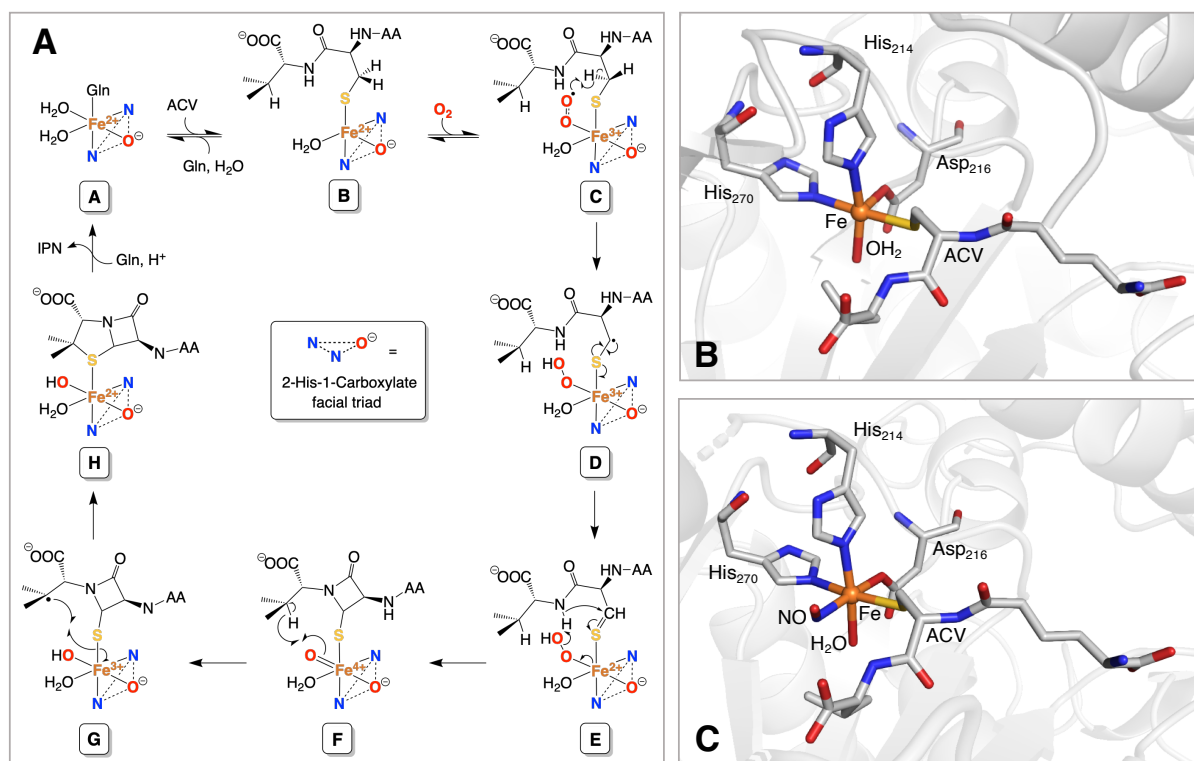 A
Gln
H₂O
H₂O
Fe²⁺
N
O⊖
N
A
ACV
Gln, H₂O
⊖OOC
O
HN–AA
N
H
H
H
H
S
H₂O
Fe²⁺
N
O⊖
N
B
O₂
⊖OOC
O
HN–AA
N
H
H
H
H
O
O
S
H₂O
Fe³⁺
N
O⊖
N
C
⊖OOC
O
HN–AA
N
H
H
HO
O
S
H₂O
Fe³⁺
N
O⊖
N
D
⊖OOC
O
HN–AA
N
H
H
CH
HO
O
S
H₂O
Fe²⁺
N
O⊖
N
E
⊖OOC
O
N
H
N
H
AA
S
O
H₂O
Fe⁴⁺
N
O⊖
N
F
⊖OOC
O
N
N
H
AA
S
HO
H₂O
Fe³⁺
N
O⊖
N
G
⊖OOC
O
N
H
N–AA
S
HO
H₂O
Fe²⁺
N
O⊖
N
H
IPN
Gln, H⁺
N
O⊖
N
=
2-His-1-Carboxylate
facial triad
B
His₂₁₄
Asp₂₁₆
His₂₇₀
Fe
OH₂
ACV
C
His₂₁₄
Asp₂₁₆
His₂₇₀
NO
Fe
H₂O
ACV